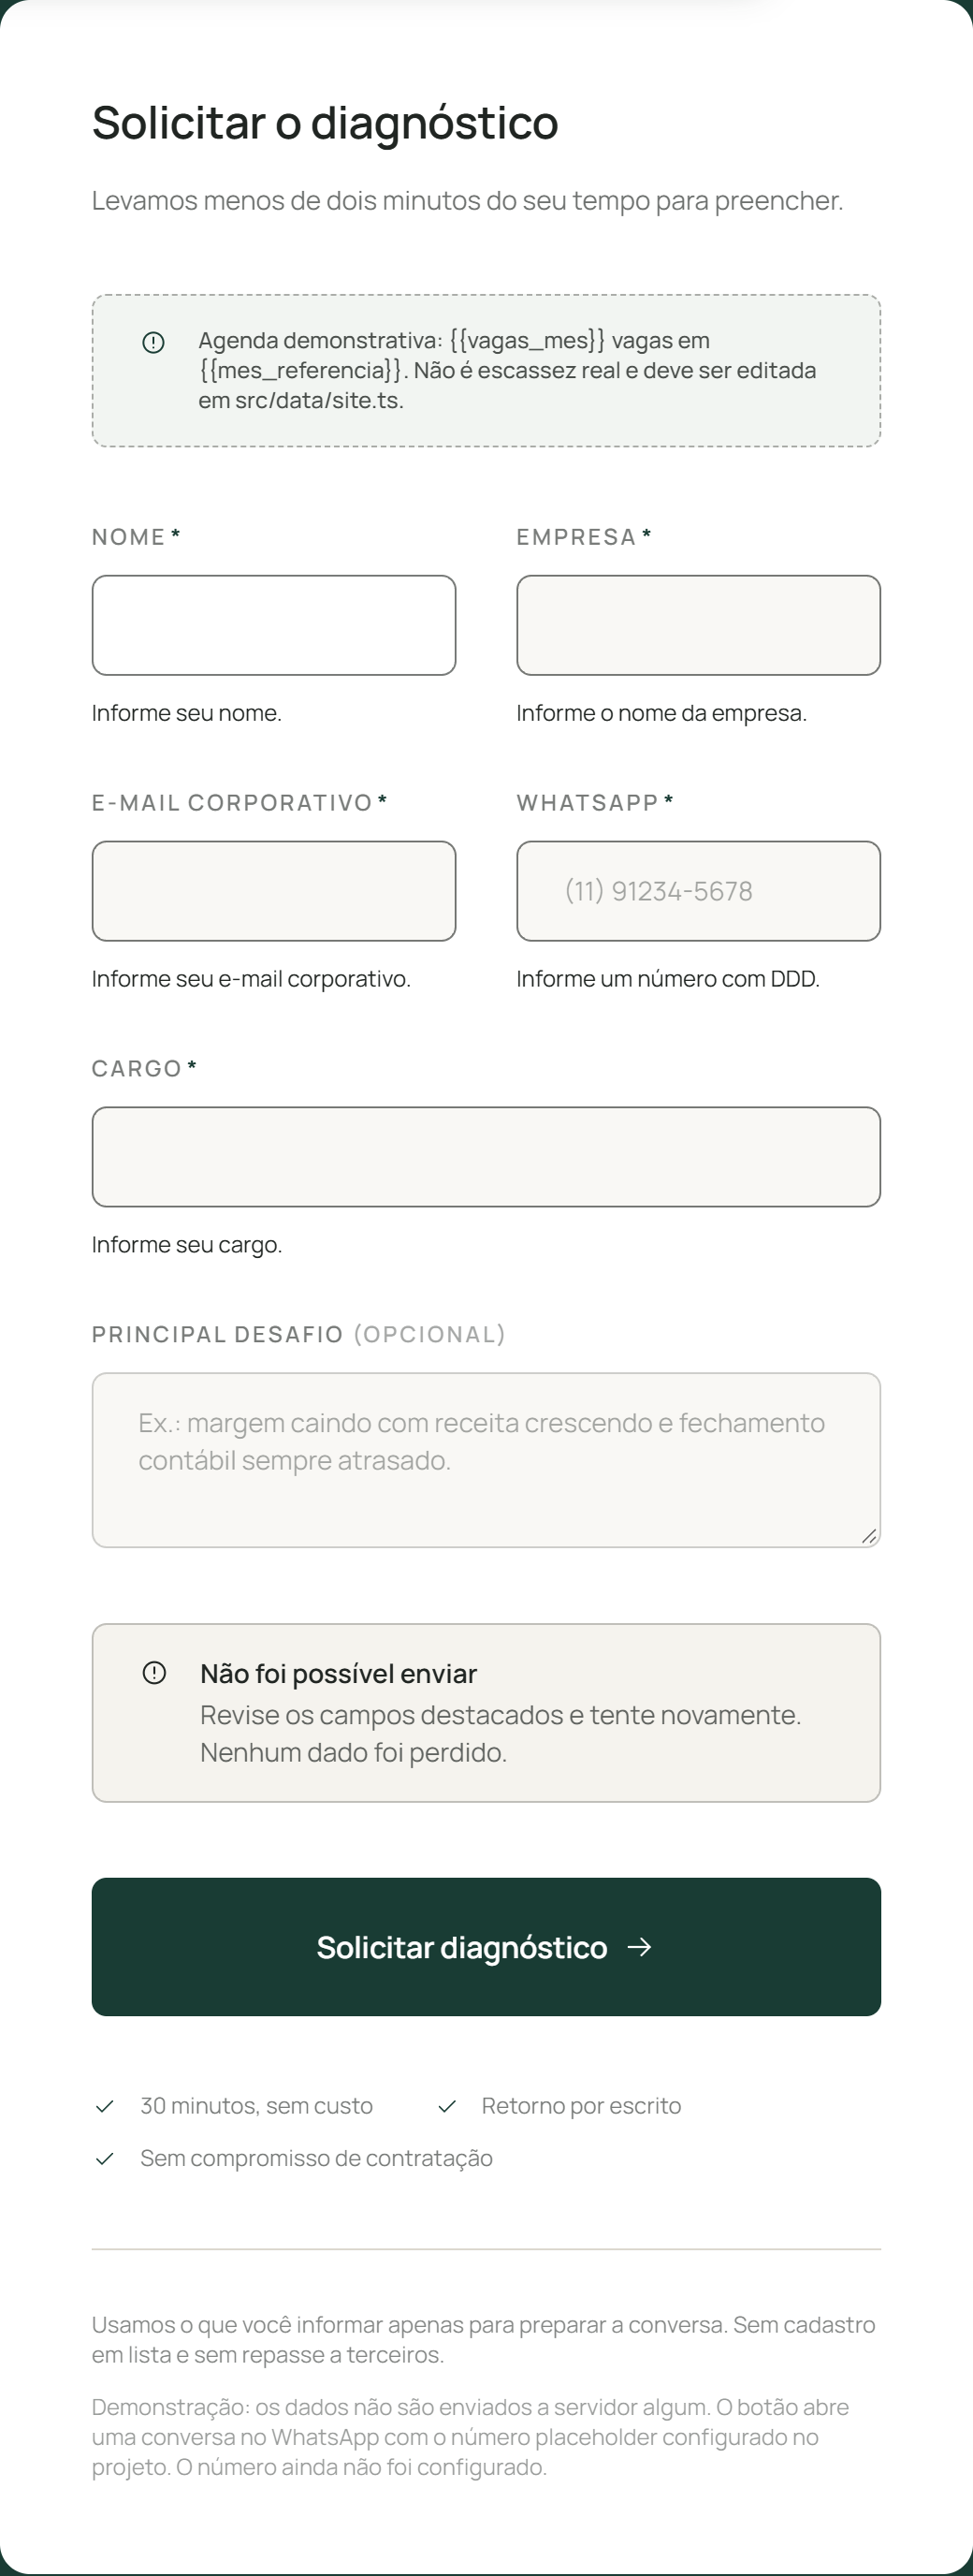 Solicitar o diagnóstico
Levamos menos de dois minutos do seu tempo para preencher.
Agenda demonstrativa: {{vagas_mes}} vagas em
{{mes_referencia}}. Não é escassez real e deve ser editada
em src/data/site.ts.
NOME *
EMPRESA *
Informe seu nome.
Informe o nome da empresa.
E-MAIL CORPORATIVO *
WHATSAPP *
(11) 91234-5678
Informe seu e-mail corporativo.
Informe um número com DDD.
CARGO *
Informe seu cargo.
PRINCIPAL DESAFIO (OPCIONAL)
Ex.: margem caindo com receita crescendo e fechamento
contábil sempre atrasado.
Não foi possível enviar
Revise os campos destacados e tente novamente.
Nenhum dado foi perdido.
Solicitar diagnóstico →
30 minutos, sem custo
Retorno por escrito
Sem compromisso de contratação
Usamos o que você informar apenas para preparar a conversa. Sem cadastro
em lista e sem repasse a terceiros.
Demonstração: os dados não são enviados a servidor algum. O botão abre
uma conversa no WhatsApp com o número placeholder configurado no
projeto. O número ainda não foi configurado.